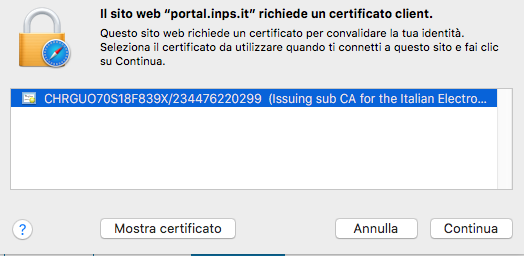 Il sito web “portal.inps.it” richiede un certificato client.
Questo sito web richiede un certificato per convalidare la tua identità.
Seleziona il certificato da utilizzare quando ti connetti a questo sito e fai clic
su Continua.
CHRGUO70S18F839X/234476220299 (Issuing sub CA for the Italian Electro...
?
Mostra certificato
Annulla
Continua